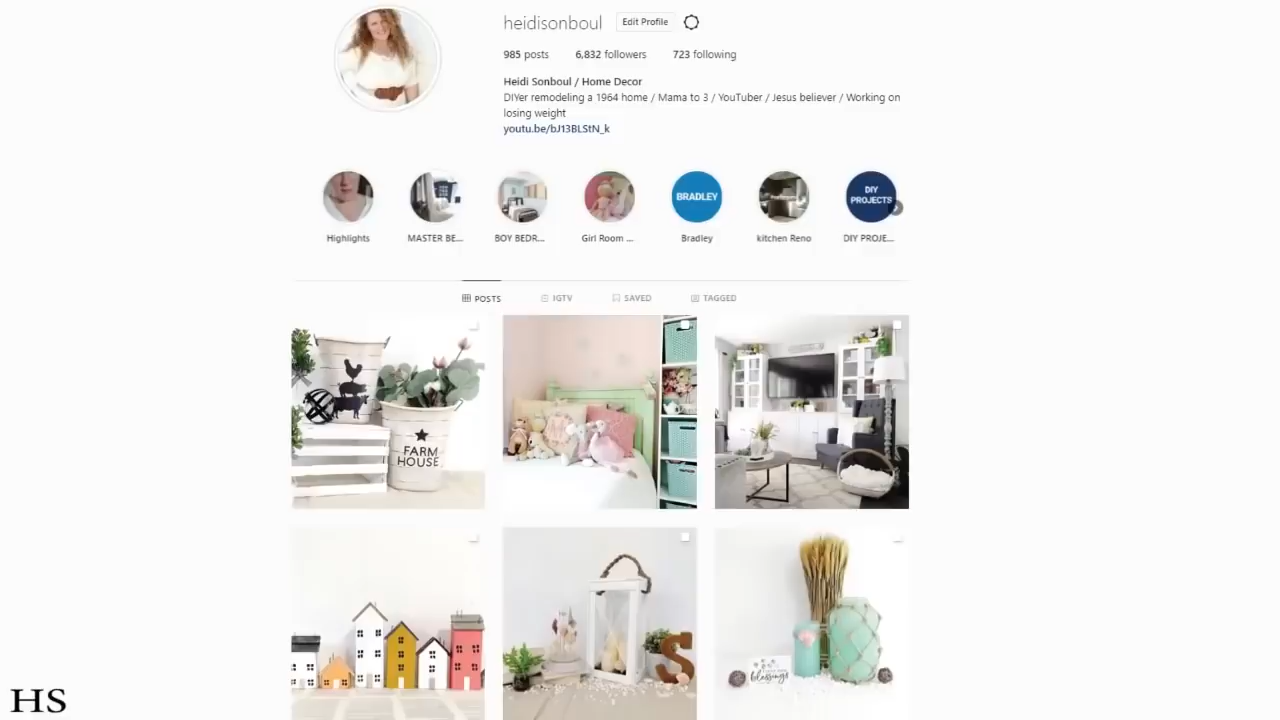 heidisonboul Edit Profile
985 posts 6,832 followers 723 following
Heidi Sonboul / Home Decor
DIYer remodeling a 1964 home / Mama to 3 / YouTuber / Jesus believer / Working on
losing weight
youtu.be/bJ13BLStN_k
BRADLEY
DIY
PROJECTS
Highlights MASTER BE... BOY BEDR... Girl Room ... Bradley kitchen Reno DIY PROJE...
POSTS IGTV SAVED TAGGED
FARM
HOUSE
S
blessings
HS